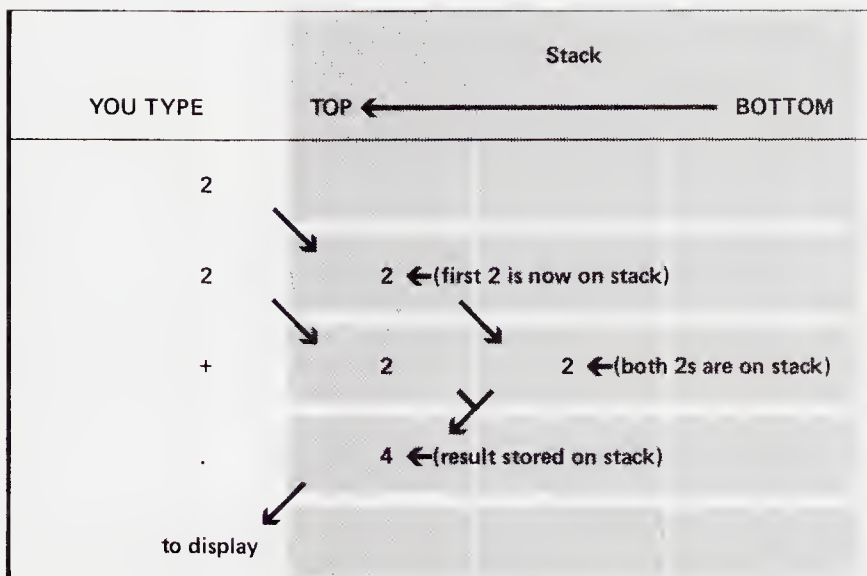 Stack
YOU TYPE TOP BOTTOM
2
2 2 (first 2 is now on stack)
+ 2 2 (both 2s are on stack)
. 4 (result stored on stack)
to display